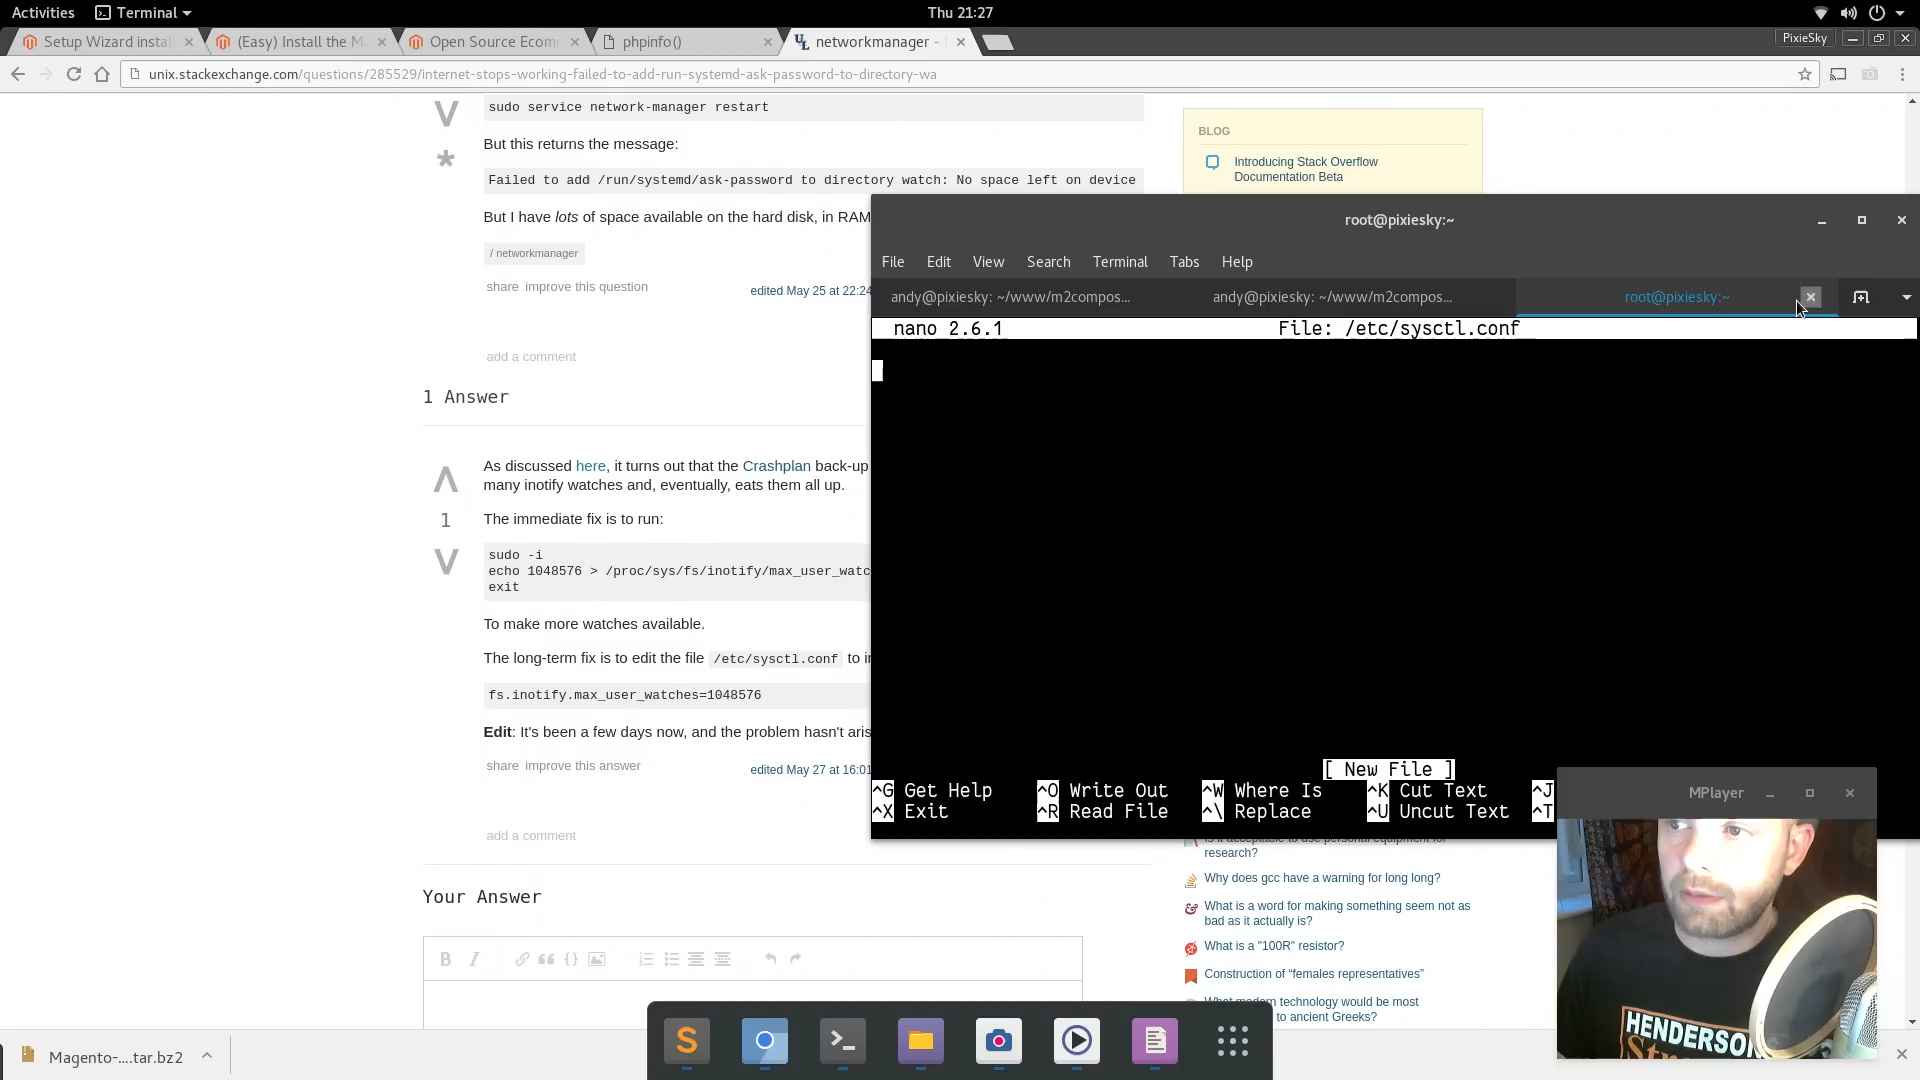 Activities
Terminal
Thu 21:27
Setup Wizard instal
(Easy) Install the M
Open Source Ecom
phpinfo()
networkmanager -
PixieSky
unix.stackexchange.com/questions/285529/internet-stops-working-failed-to-add-run-systemd-ask-password-to-directory-wa
sudo service network-manager restart
But this returns the message:
Failed to add /run/systemd/ask-password to directory watch: No space left on device
But I have lots of space available on the hard disk, in RAM
/ networkmanager
share improve this question
edited May 25 at 22:24
add a comment
1 Answer
As discussed here, it turns out that the Crashplan back-up
many inotify watches and, eventually, eats them all up.
1
The immediate fix is to run:
sudo -i
echo 1048576 > /proc/sys/fs/inotify/max_user_watc
exit
To make more watches available.
The long-term fix is to edit the file /etc/sysctl.conf to i
fs.inotify.max_user_watches=1048576
Edit: It's been a few days now, and the problem hasn't aris
share improve this answer
edited May 27 at 16:01
add a comment
Your Answer
B I
BLOG
Introducing Stack Overflow
Documentation Beta
root@pixiesky:~
File Edit View Search Terminal Tabs Help
andy@pixiesky: ~/www/m2compos...
andy@pixiesky: ~/www/m2compos...
root@pixiesky:~
nano 2.6.1
File: /etc/sysctl.conf
[ New File ]
^G Get Help ^O Write Out ^W Where Is ^K Cut Text ^J
^X Exit ^R Read File ^\ Replace ^U Uncut Text ^T
MPlayer
research?
Why does gcc have a warning for long long?
What is a word for making something seem not as
bad as it actually is?
What is a "100R" resistor?
Construction of “females representatives”
What modern technology would be most
to ancient Greeks?
HENDERSON
Magento-....tar.bz2